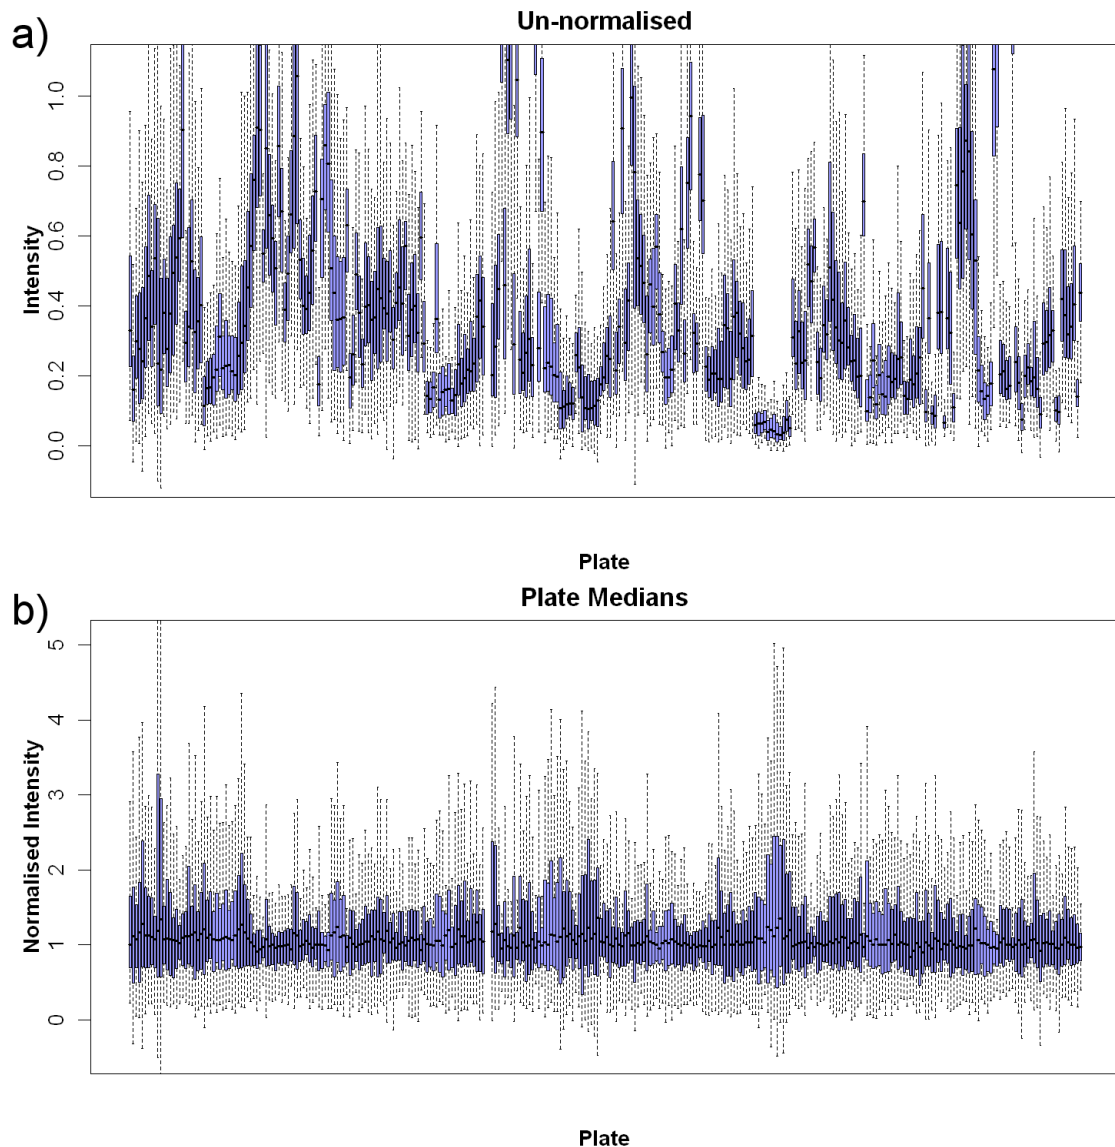 a)
Un-normalised
Intensity
1.0
0.8
0.6
0.4
0.2
0.0
Plate
b)
Plate Medians
Normalised Intensity
5
4
3
2
1
0
Plate